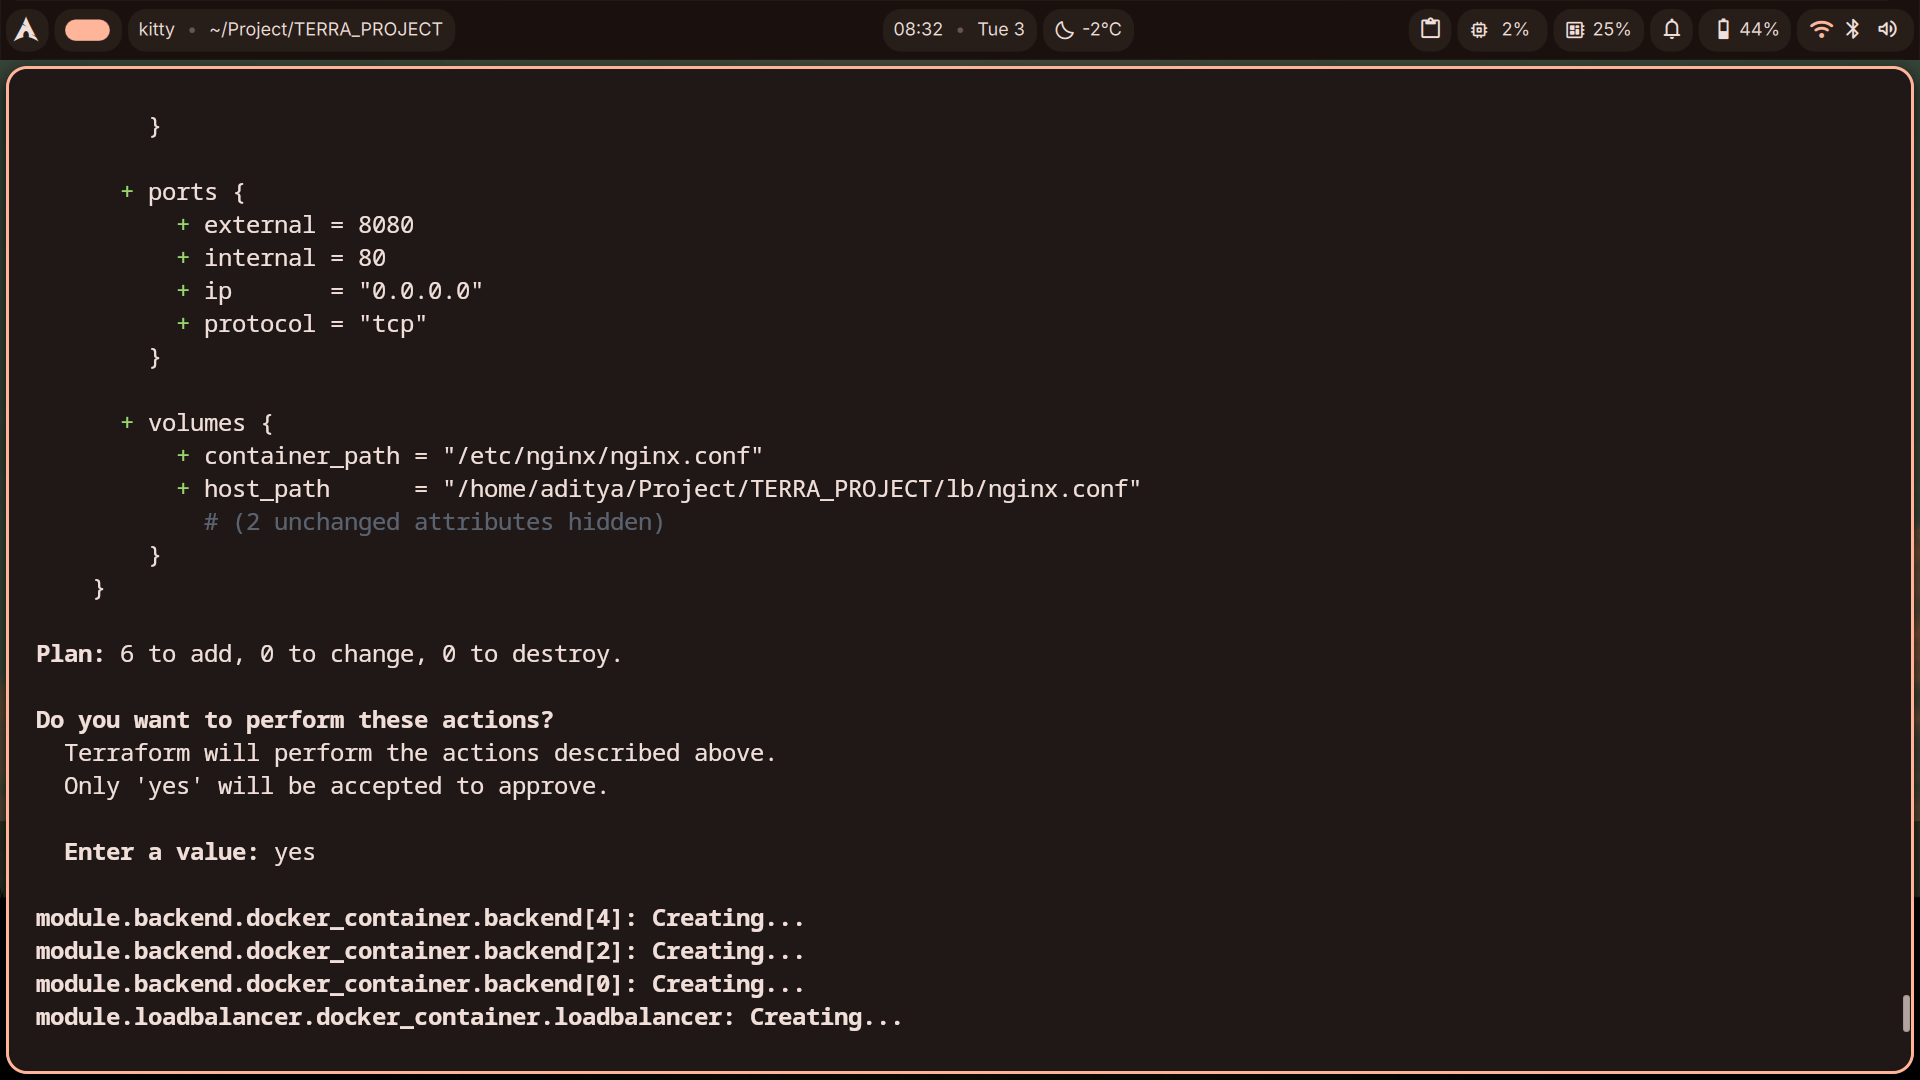 kitty • ~/Project/TERRA_PROJECT 08:32 • Tue 3 -2°C 2% 25% 44%
}
+ ports {
+ external = 8080
+ internal = 80
+ ip       = "0.0.0.0"
+ protocol = "tcp"
}
+ volumes {
+ container_path = "/etc/nginx/nginx.conf"
+ host_path      = "/home/aditya/Project/TERRA_PROJECT/lb/nginx.conf"
# (2 unchanged attributes hidden)
}
}
Plan: 6 to add, 0 to change, 0 to destroy.
Do you want to perform these actions?
Terraform will perform the actions described above.
Only 'yes' will be accepted to approve.
Enter a value: yes
module.backend.docker_container.backend[4]: Creating...
module.backend.docker_container.backend[2]: Creating...
module.backend.docker_container.backend[0]: Creating...
module.loadbalancer.docker_container.loadbalancer: Creating...